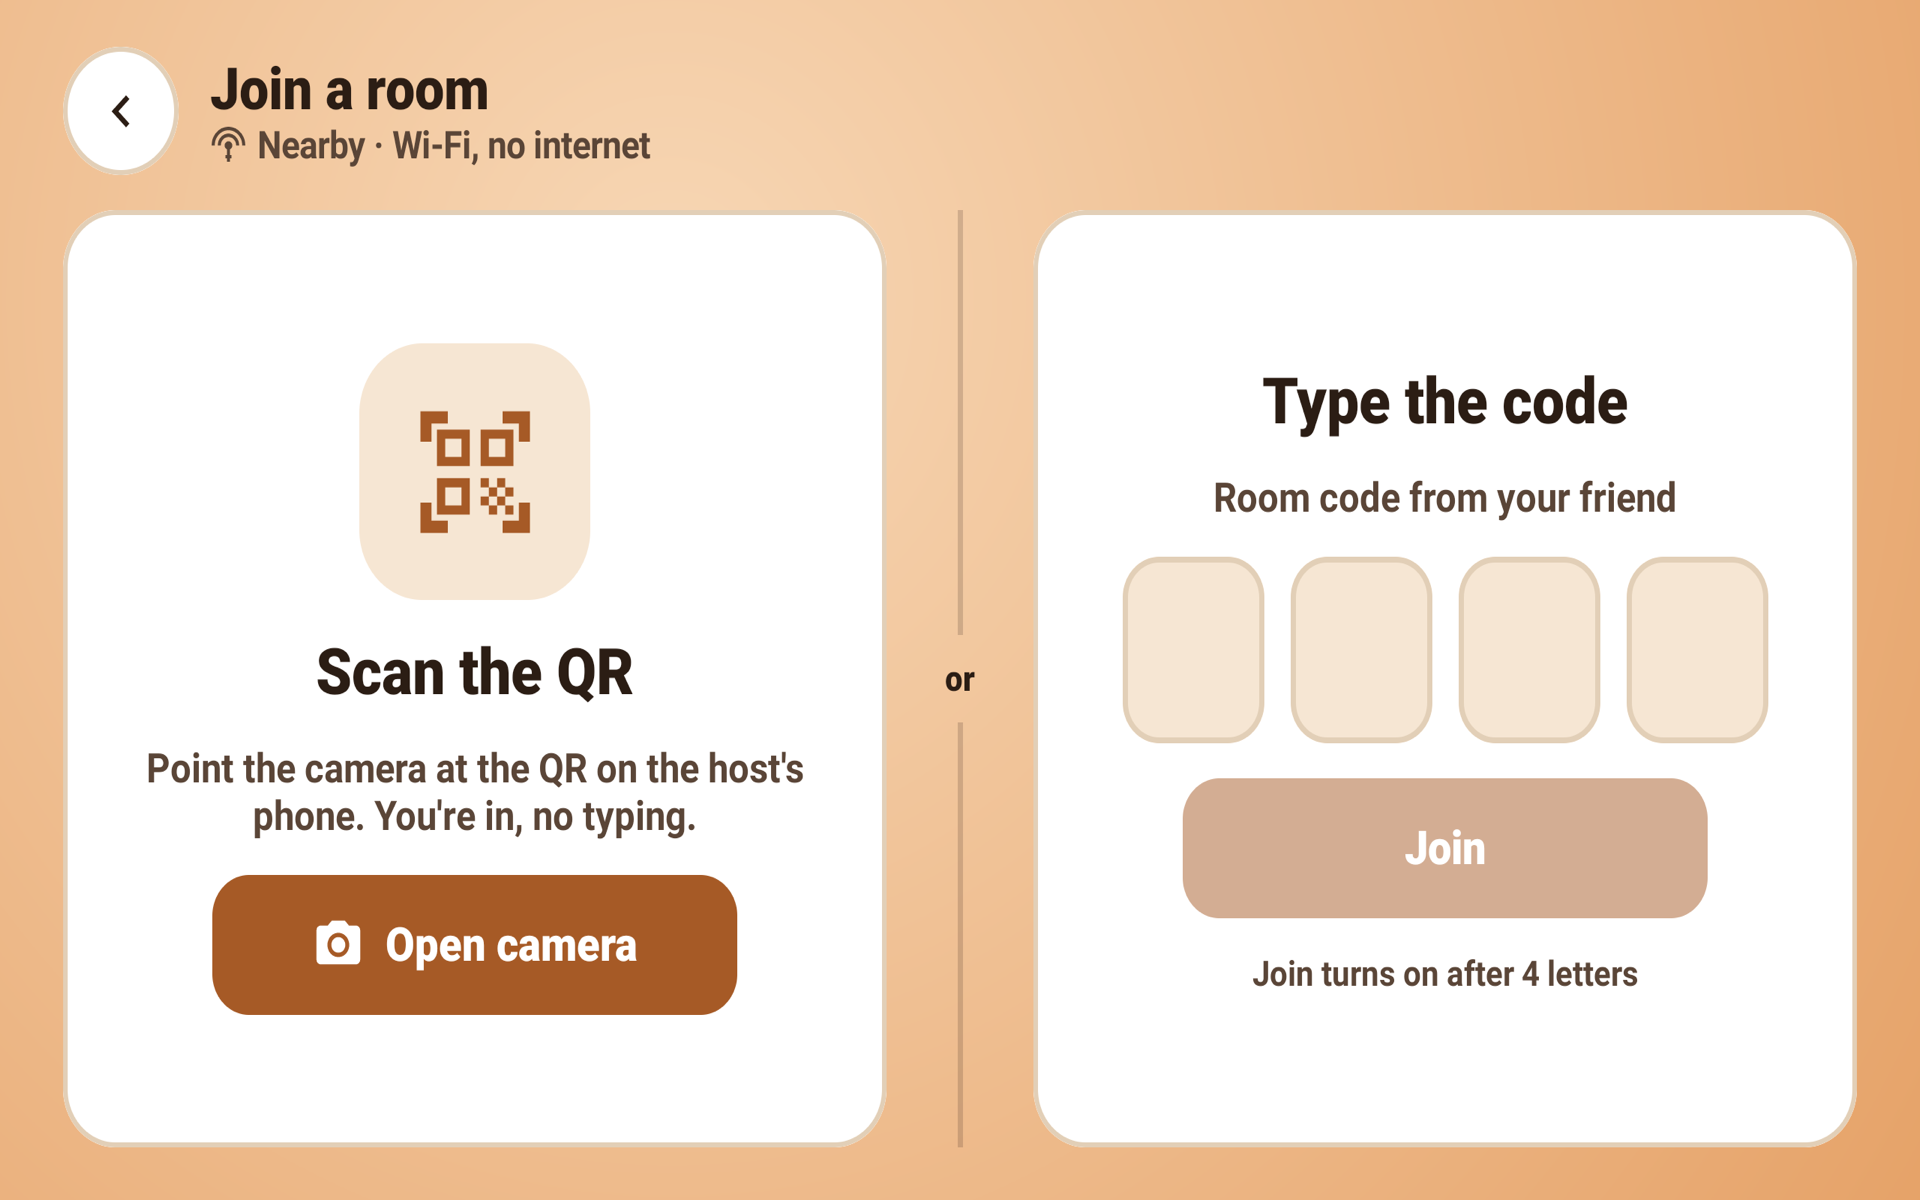 Join a room
Nearby · Wi-Fi, no internet
Scan the QR
Point the camera at the QR on the host's
phone. You're in, no typing.
Open camera
or
Type the code
Room code from your friend
Join
Join turns on after 4 letters